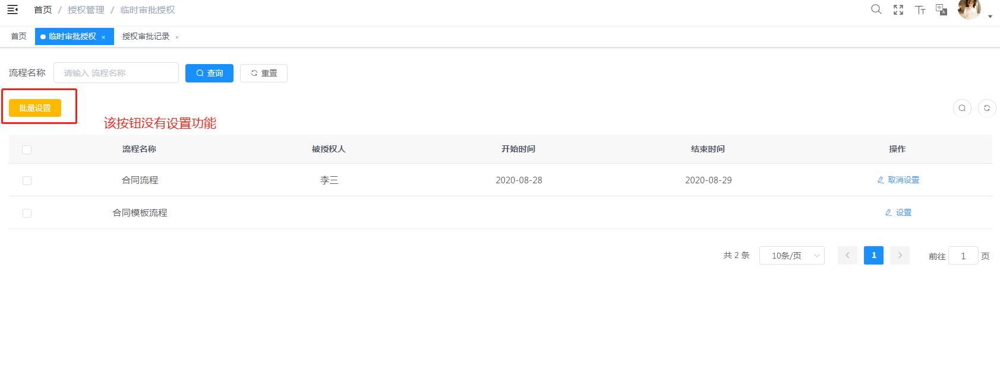 首页 / 授权管理 / 临时审批授权
首页 临时审批授权 × 授权审批记录 ×
流程名称 请输入 流程名称 查询 重置
批量设置
该按钮没有设置功能
流程名称 被授权人 开始时间 结束时间 操作
合同流程 李三 2020-08-28 2020-08-29 取消设置
合同模板流程 设置
共 2 条 10条/页 1 前往 1 页